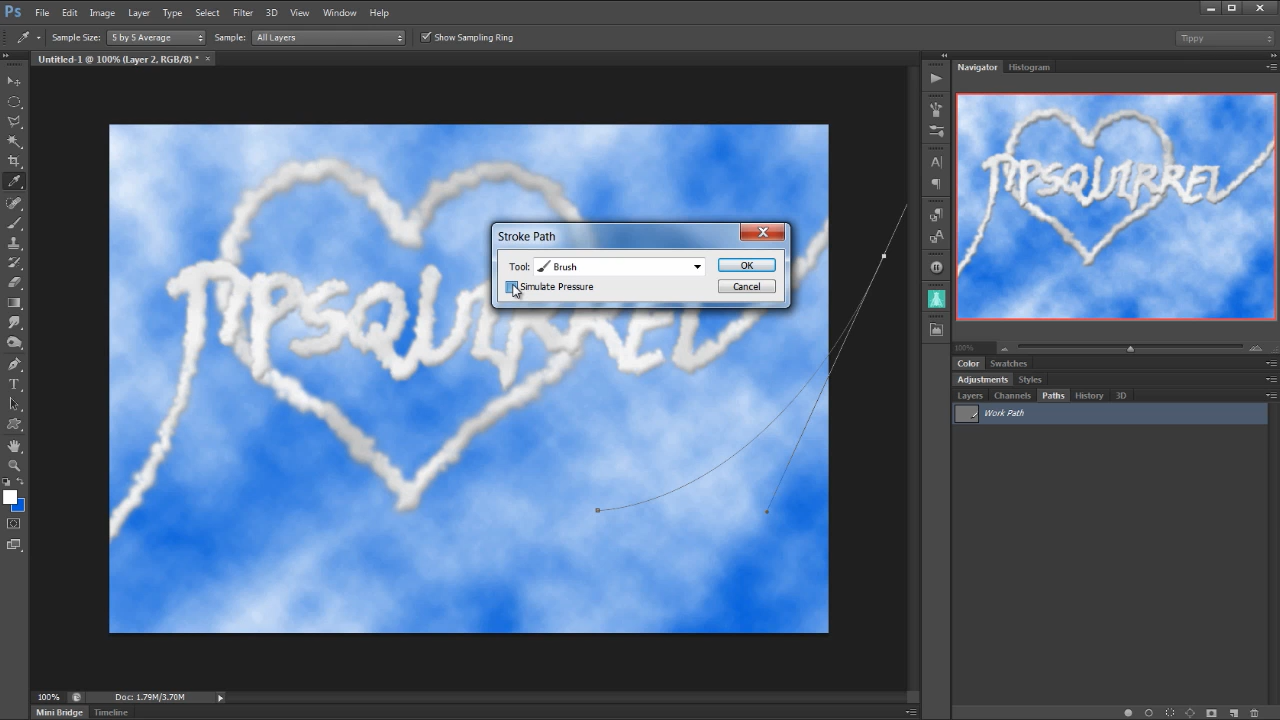 Ps File Edit Image Layer Type Select Filter 3D View Window Help
Sample Size: 5 by 5 Average Sample: All Layers Show Sampling Ring Tippy
Untitled-1 @ 100% (Layer 2, RGB/8) * ×
Navigator Histogram
TIPSQUIRREL
Stroke Path
Tool: Brush OK
Simulate Pressure Cancel
TIPSQUIRREL
100%
Color Swatches
Adjustments Styles
Layers Channels Paths History 3D
Work Path
100% Doc: 1.79M/3.70M
Mini Bridge Timeline